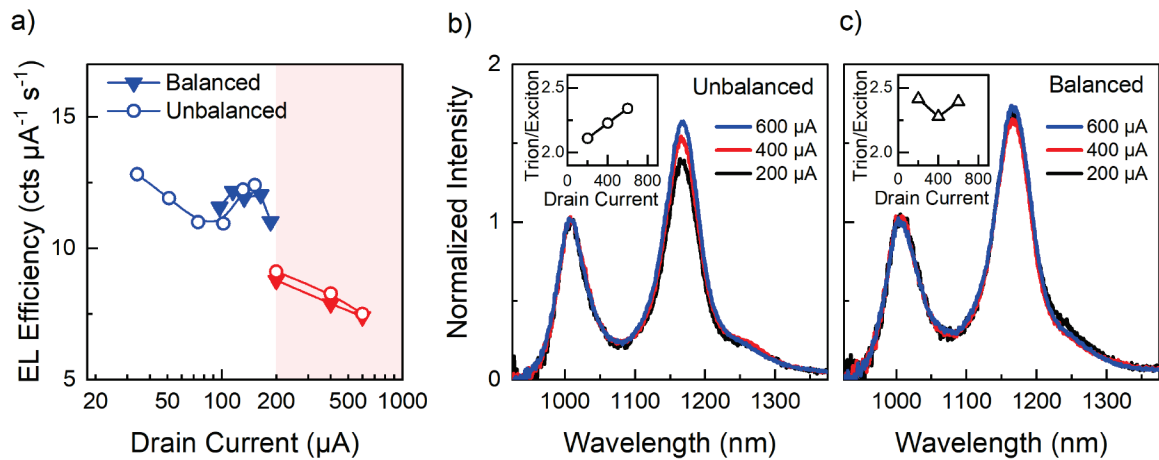 a)
EL Efficiency (cts µA⁻¹ s⁻¹)
15
10
5
Balanced
Unbalanced
20
50
100
200
500
1000
Drain Current (µA)
b)
Normalized Intensity
2
1
0
Trion/Exciton
2.5
2.0
0
400
800
Drain Current
Unbalanced
600 µA
400 µA
200 µA
1000
1100
1200
1300
Wavelength (nm)
c)
Trion/Exciton
2.5
2.0
0
400
800
Drain Current
Balanced
600 µA
400 µA
200 µA
1000
1100
1200
1300
Wavelength (nm)